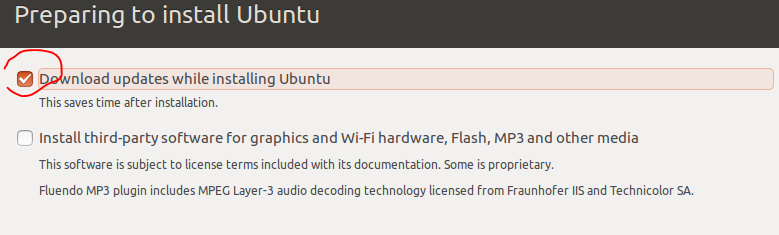 Preparing to install Ubuntu
Download updates while installing Ubuntu
This saves time after installation.
Install third-party software for graphics and Wi-Fi hardware, Flash, MP3 and other media
This software is subject to license terms included with its documentation. Some is proprietary.
Fluendo MP3 plugin includes MPEG Layer-3 audio decoding technology licensed from Fraunhofer IIS and Technicolor SA.